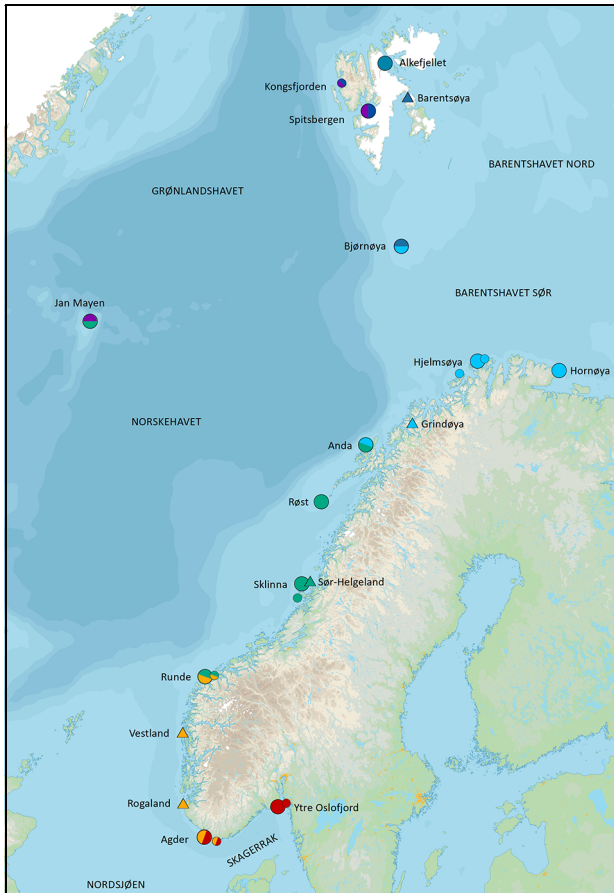 Alkefjellet
Kongsfjorden
Barentsøya
Spitsbergen
BARENTSHAVET NORD
GRØNLANDSHAVET
Bjørnøya
BARENTSHAVET SØR
Jan Mayen
Hjelmsøya
Hornøya
NORSKEHAVET
Grindøya
Anda
Røst
Sklinna
Sør-Helgeland
Runde
Vestland
Rogaland
Ytre Oslofjord
Agder
SKAGERRAK
NORDSJØEN